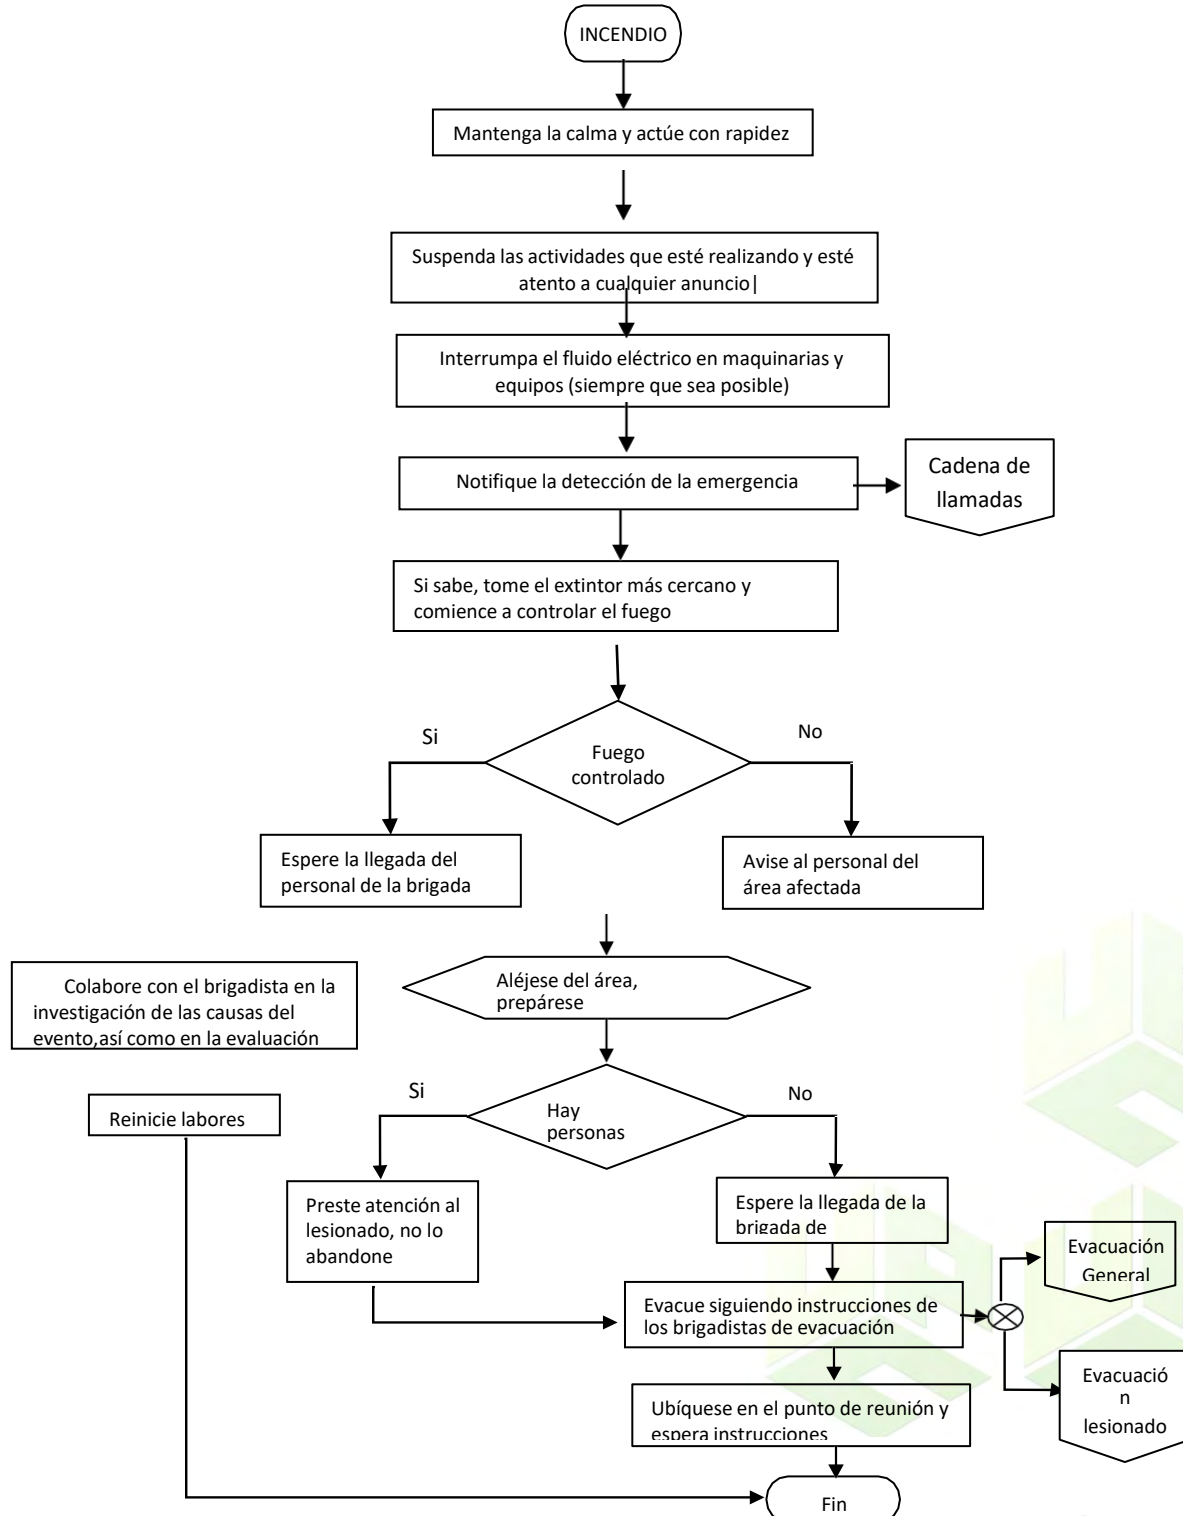 INCENDIO
Mantenga la calma y actúe con rapidez
Suspenda las actividades que esté realizando y esté
atento a cualquier anuncio|
Interrumpa el fluido eléctrico en maquinarias y
equipos (siempre que sea posible)
Notifique la detección de la emergencia
Cadena de
llamadas
Si sabe, tome el extintor más cercano y
comience a controlar el fuego
Si
No
Fuego
controlado
Espere la llegada del
personal de la brigada
Avise al personal del
área afectada
Colabore con el brigadista en la
investigación de las causas del
evento,así como en la evaluación
Aléjese del área,
prepárese
Si
No
Hay
personas
Reinicie labores
Preste atención al
lesionado, no lo
abandone
Espere la llegada de la
brigada de
Evacuación
General
Evacue siguiendo instrucciones de
los brigadistas de evacuación
Evacuació
n
lesionado
Ubíquese en el punto de reunión y
espera instrucciones
Fin